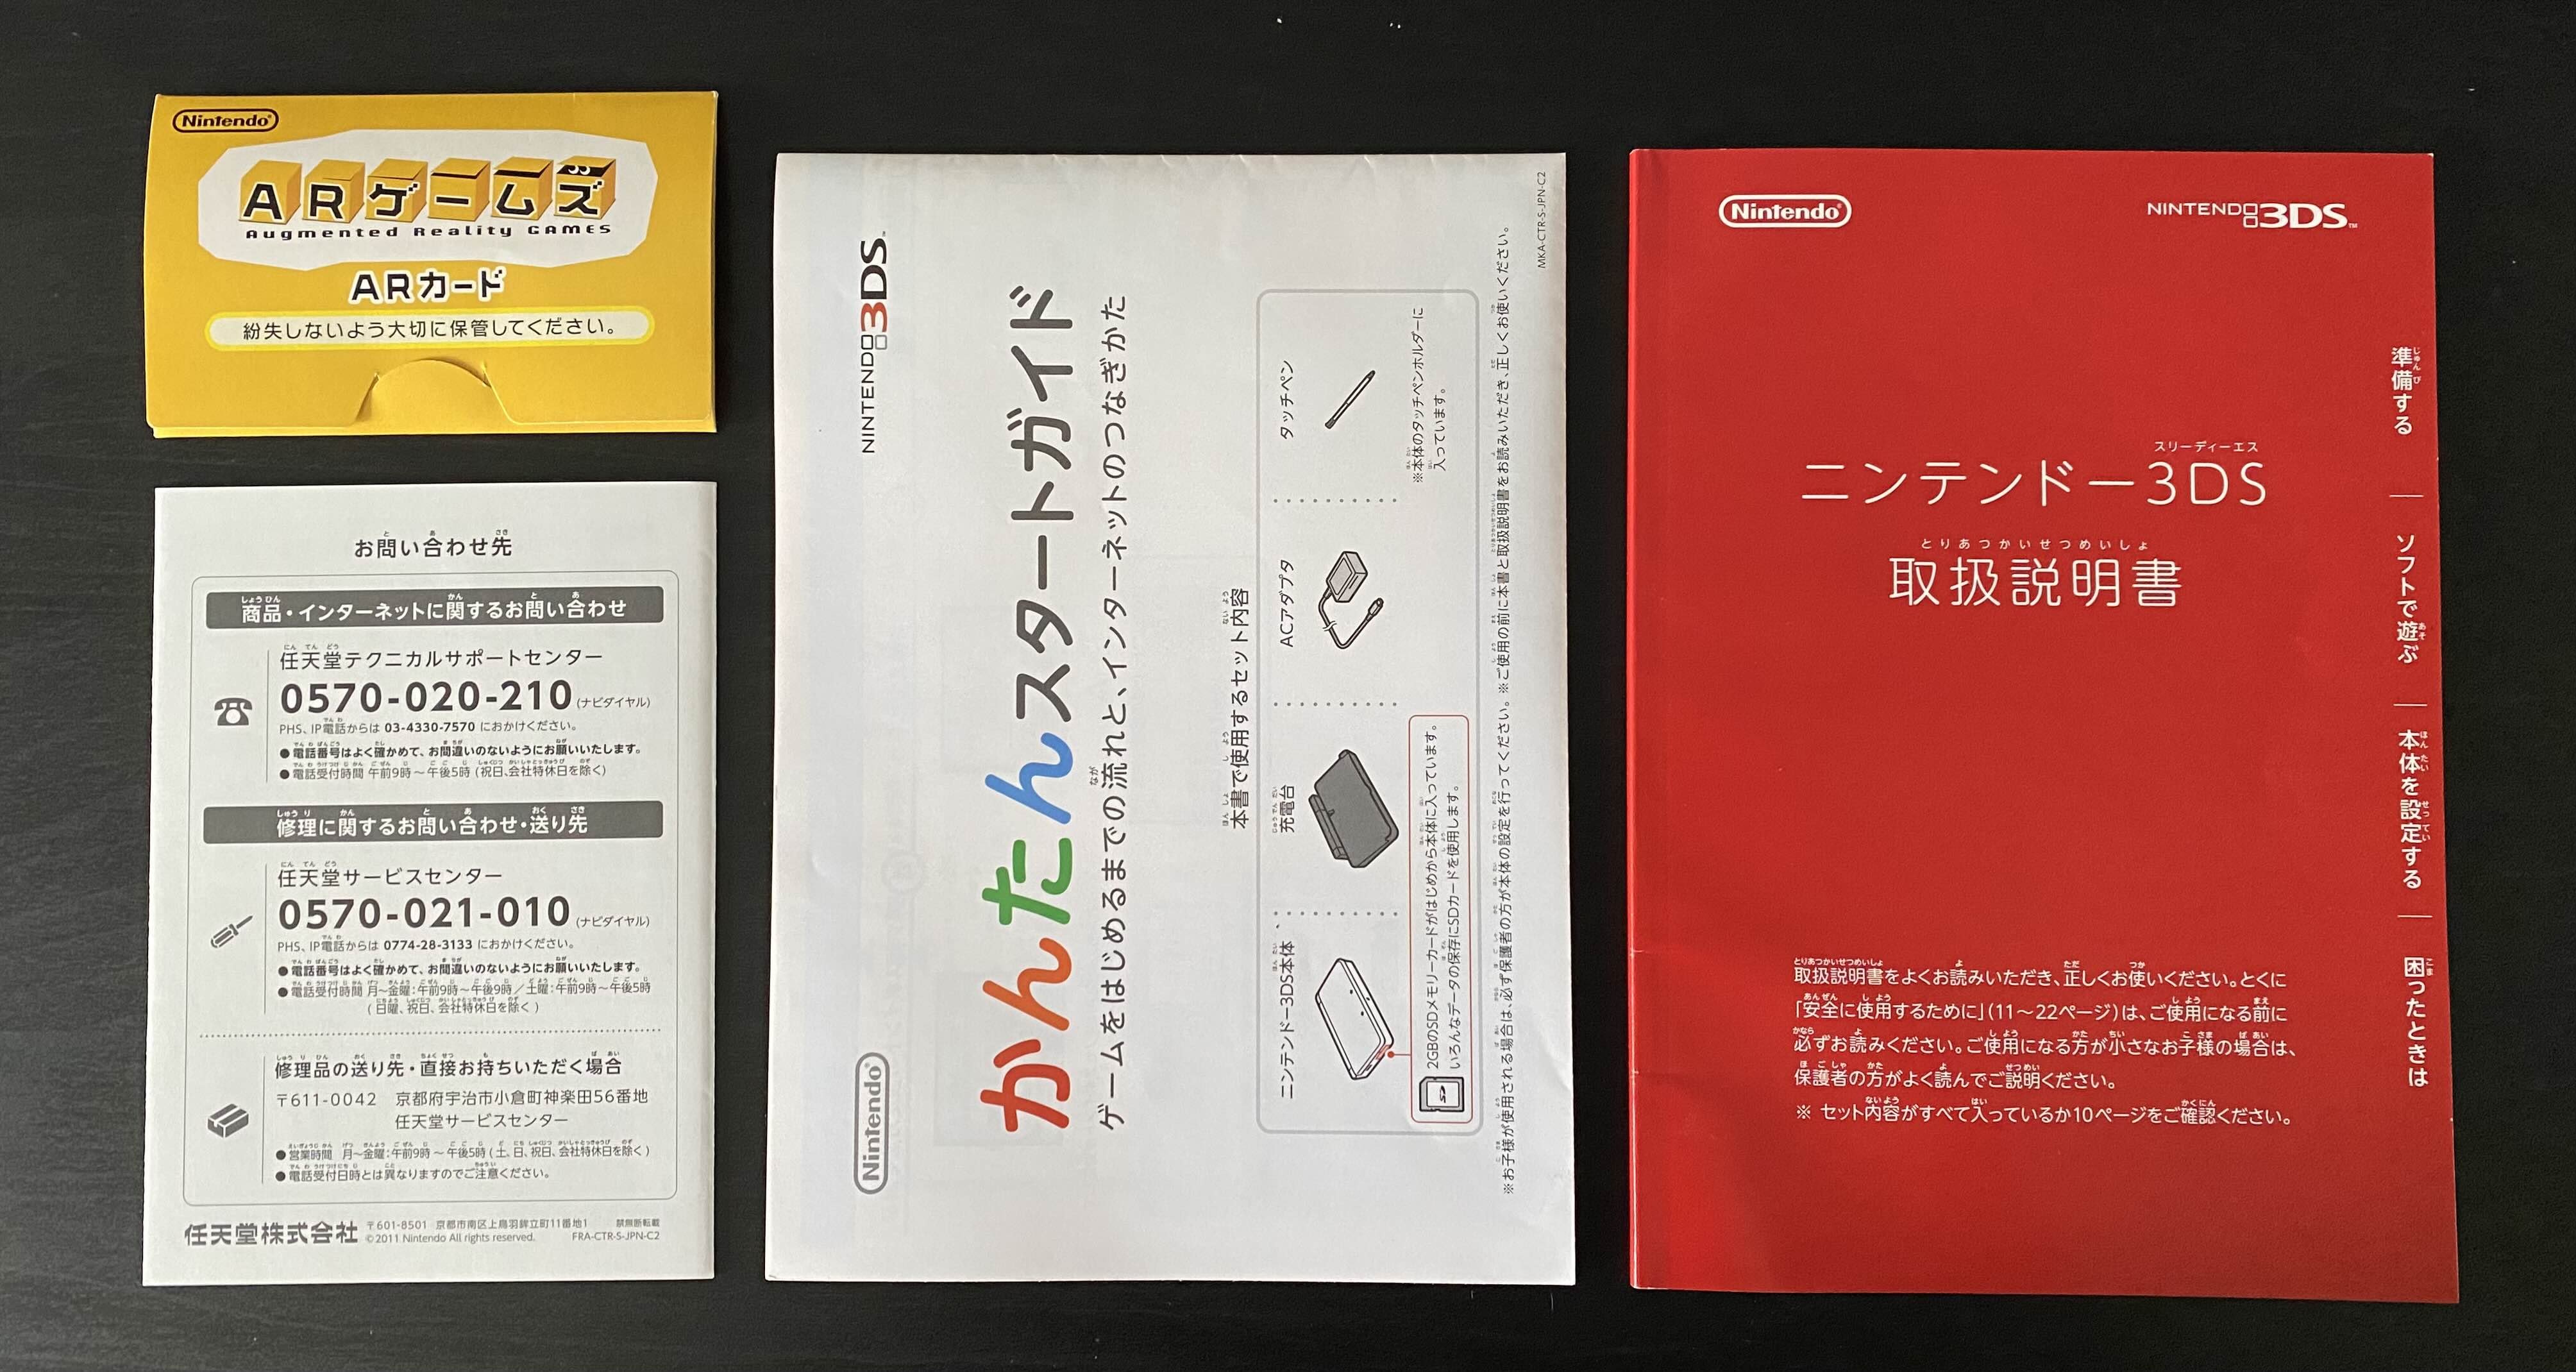 Nintendo
ARゲームズ
Augmented Reality GAMES
ARカード
紛失しないよう大切に保管してください。
お問い合わせ先
商品・インターネットに関するお問い合わせ
任天堂テクニカルサポートセンター
0570-020-210(ナビダイヤル)
PHS、IP電話からは 03-4330-7570 におかけください。
●電話番号はよく確かめて、お間違いのないようにお願いいたします。
●電話受付時間 午前9時～午後5時(祝日、会社特休日を除く)
修理に関するお問い合わせ・送り先
任天堂サービスセンター
0570-021-010(ナビダイヤル)
PHS、IP電話からは 0774-28-3133 におかけください。
●電話番号はよく確かめて、お間違いのないようにお願いいたします。
●電話受付時間 月～金曜:午前9時～午後9時/土曜:午前9時～午後5時
(日曜、祝日、会社特休日を除く)
修理品の送り先・直接お持ちいただく場合
〒611-0042 京都府宇治市小倉町神楽田56番地
任天堂サービスセンター
●営業時間 月～金曜:午前9時～午後5時(土、日、祝日、会社特休日を除く)
●電話受付日時とは異なりますのでご注意ください。
任天堂株式会社
〒601-8501 京都市南区上鳥羽鉾立町11番地1 禁無断転載
©2011 Nintendo All rights reserved. FRA-CTR-S-JPN-C2
Nintendo
NINTENDO3DS™
かんたんスタートガイド
ゲームをはじめるまでの流れと、インターネットのつなぎかた
本書で使用するセット内容
ニンテンドー3DS本体
充電台
ACアダプタ
タッチペン
※本体のタッチペンホルダーに
入っています。
2GBのSDメモリーカードがはじめから本体に入っています。
いろんなデータの保存にSDカードを使用します。
※お子様が使用される場合は、必ず保護者の方が本体の設定を行ってください。 ※ご使用の前に本書と取扱説明書をお読みいただき、正しくお使いください。
MKA-CTR-S-JPN-C2
Nintendo
NINTENDO3DS™
スリーディーエス
ニンテンドー3DS
とりあつかいせつめいしょ
取扱説明書
取扱説明書をよくお読みいただき、正しくお使いください。とくに
「安全に使用するために」(11～22ページ)は、ご使用になる前に
必ずお読みください。ご使用になる方が小さなお子様の場合は、
保護者の方がよく読んでご説明ください。
※ セット内容がすべて入っているか10ページをご確認ください。
準備する
ソフトで遊ぶ
本体を設定する
困ったときは